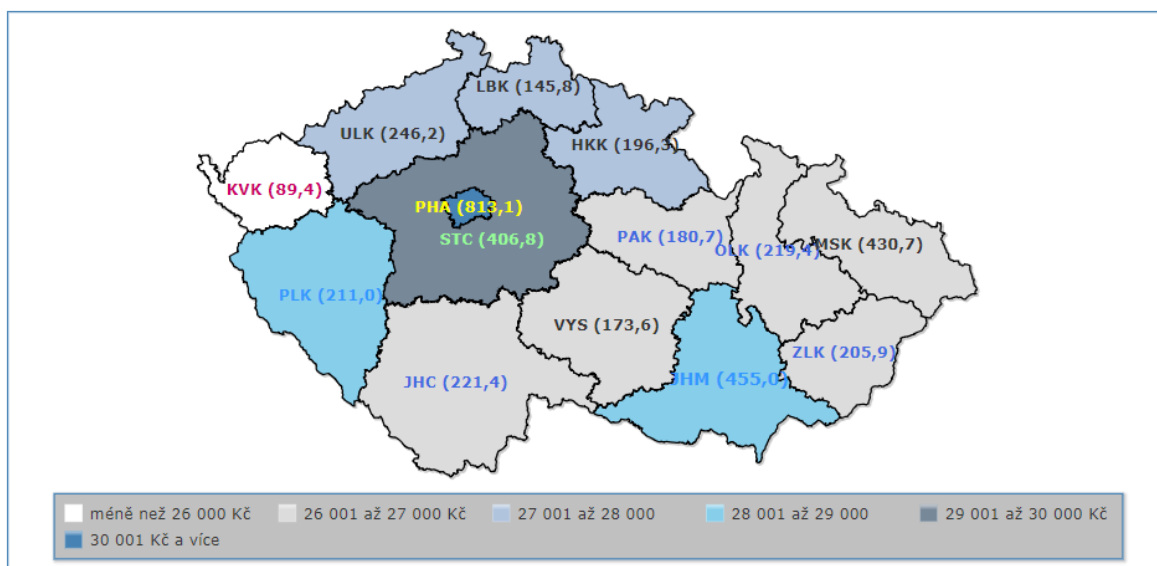 LBK (145,8)
ULK (246,2)
HKK (196,3)
KVK (89,4)
PHA (813,1)
STC (406,8)
PAK (180,7)
OLK (219,4)
MSK (430,7)
PLK (211,0)
VYS (173,6)
ZLK (205,9)
JHC (221,4)
JHM (455,0)
méně než 26 000 Kč
26 001 až 27 000 Kč
27 001 až 28 000
28 001 až 29 000
29 001 až 30 000 Kč
30 001 Kč a více